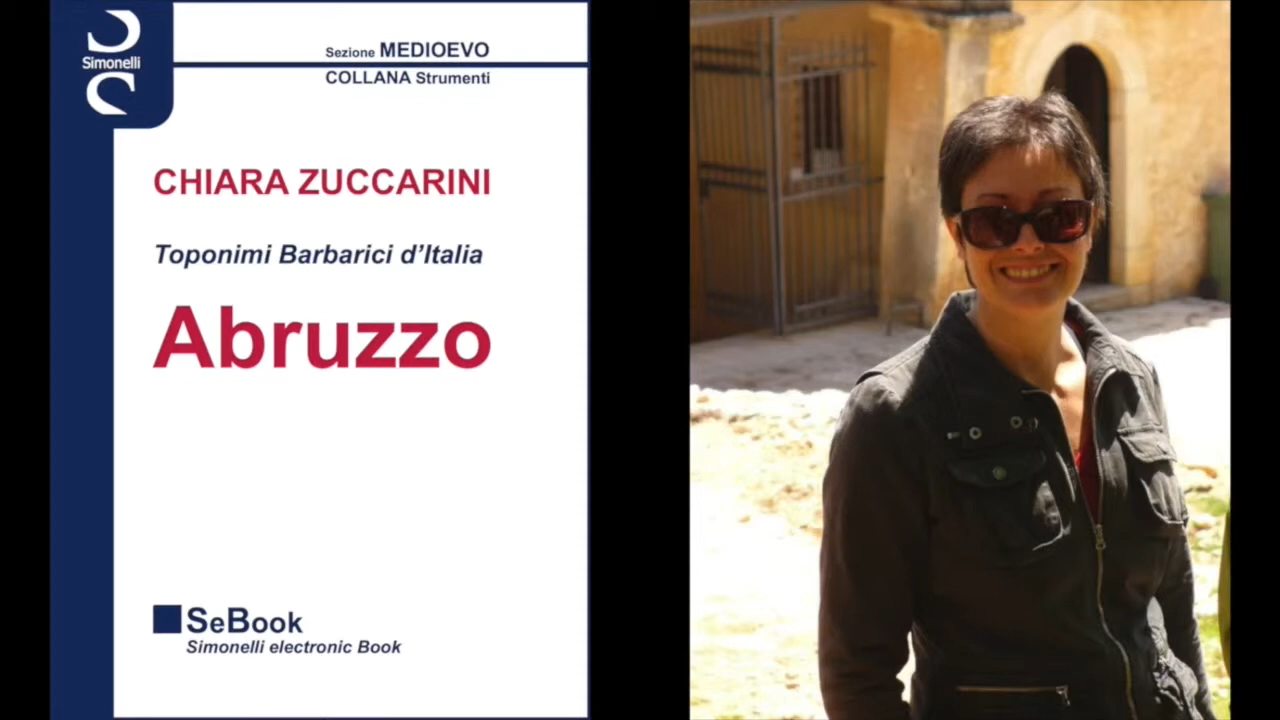 Simonelli
Sezione MEDIOEVO
COLLANA Strumenti
CHIARA ZUCCARINI
Toponimi Barbarici d’Italia
Abruzzo
SeBook
Simonelli electronic Book